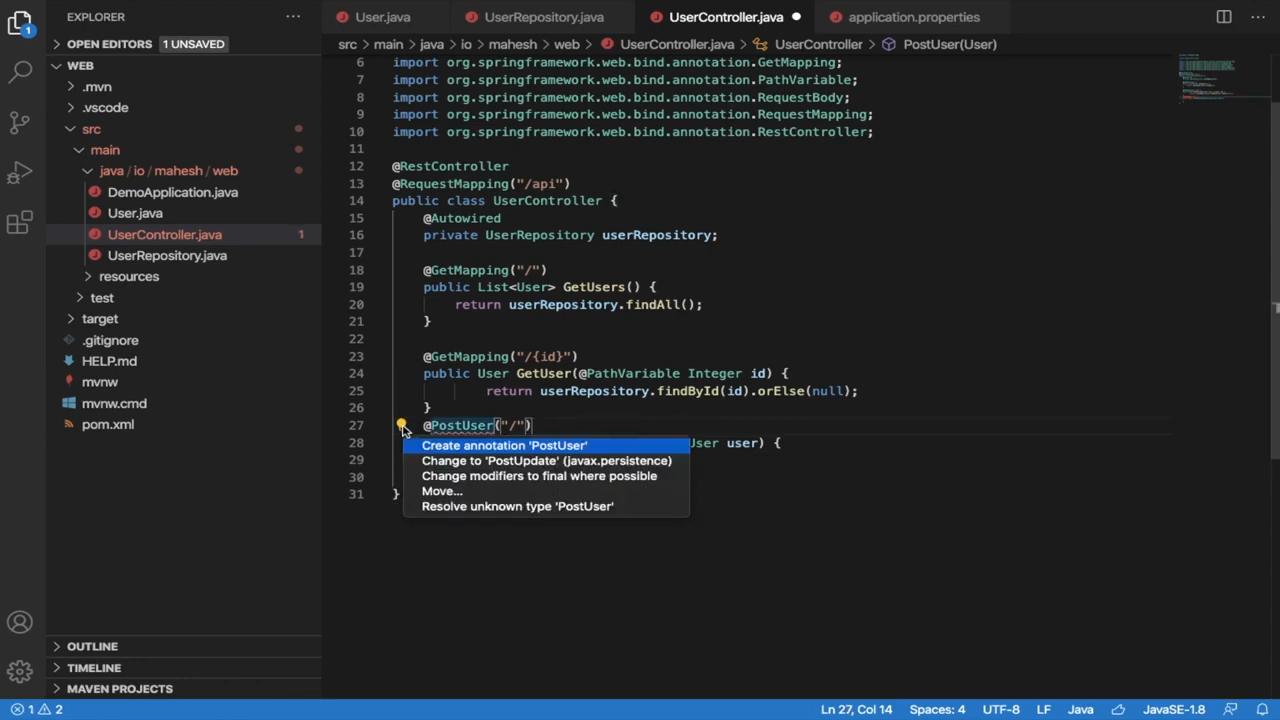 1
EXPLORER
OPEN EDITORS 1 UNSAVED
WEB
.mvn
.vscode
src
main
java / io / mahesh / web
DemoApplication.java
User.java
UserController.java 1
UserRepository.java
resources
test
target
.gitignore
HELP.md
mvnw
mvnw.cmd
pom.xml
OUTLINE
TIMELINE
MAVEN PROJECTS
User.java UserRepository.java UserController.java application.properties
src > main > java > io > mahesh > web > UserController.java > UserController > PostUser(User)
6 import org.springframework.web.bind.annotation.GetMapping;
7 import org.springframework.web.bind.annotation.PathVariable;
8 import org.springframework.web.bind.annotation.RequestBody;
9 import org.springframework.web.bind.annotation.RequestMapping;
10 import org.springframework.web.bind.annotation.RestController;
11
12 @RestController
13 @RequestMapping("/api")
14 public class UserController {
15 @Autowired
16 private UserRepository userRepository;
17
18 @GetMapping("/")
19 public List<User> GetUsers() {
20 return userRepository.findAll();
21 }
22
23 @GetMapping("/{id}")
24 public User GetUser(@PathVariable Integer id) {
25 return userRepository.findById(id).orElse(null);
26 }
27 @PostUser("/")
28 User user) {
29
30
31 }
Create annotation 'PostUser'
Change to 'PostUpdate' (javax.persistence)
Change modifiers to final where possible
Move...
Resolve unknown type 'PostUser'
1 2 Ln 27, Col 14 Spaces: 4 UTF-8 LF Java JavaSE-1.8